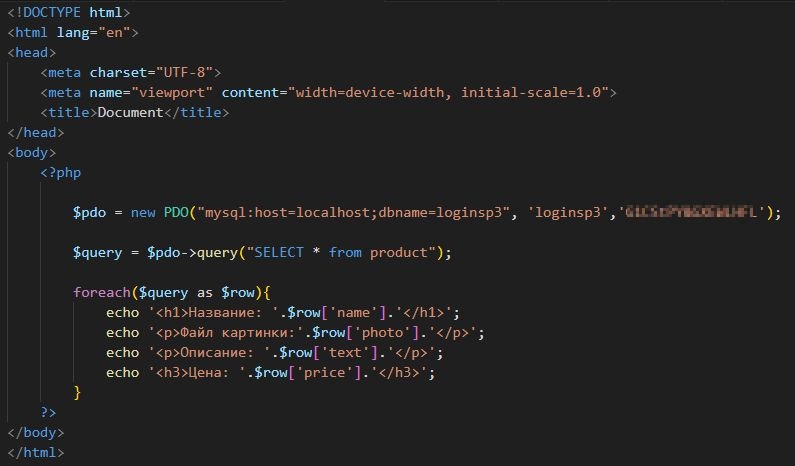 <!DOCTYPE html>
<html lang="en">
<head>
    <meta charset="UTF-8">
    <meta name="viewport" content="width=device-width, initial-scale=1.0">
    <title>Document</title>
</head>
<body>
    <?php
        $pdo = new PDO("mysql:host=localhost;dbname=loginsp3", 'loginsp3','');
        $query = $pdo->query("SELECT * from product");
        foreach($query as $row){
            echo '<h1>Название: '.$row['name'].'</h1>';
            echo '<p>Файл картинки:'.$row['photo'].'</p>';
            echo '<p>Описание: '.$row['text'].'</p>';
            echo '<h3>Цена: '.$row['price'].'</h3>';
        }
    ?>
</body>
</html>